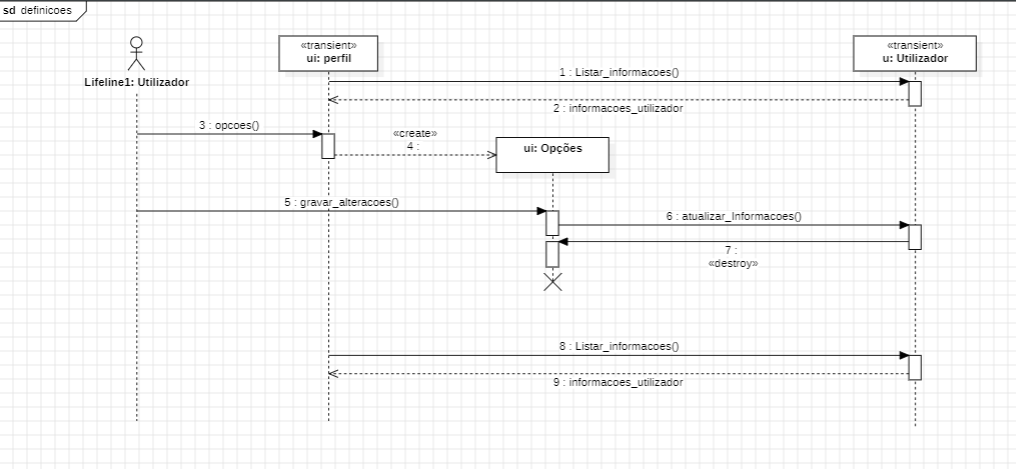 sd definicoes
«transient»
ui: perfil
«transient»
u: Utilizador
Lifeline1: Utilizador
1 : Listar_informacoes()
2 : informacoes_utilizador
3 : opcoes()
«create»
4 :
ui: Opções
5 : gravar_alteracoes()
6 : atualizar_Informacoes()
7 :
«destroy»
8 : Listar_informacoes()
9 : informacoes_utilizador